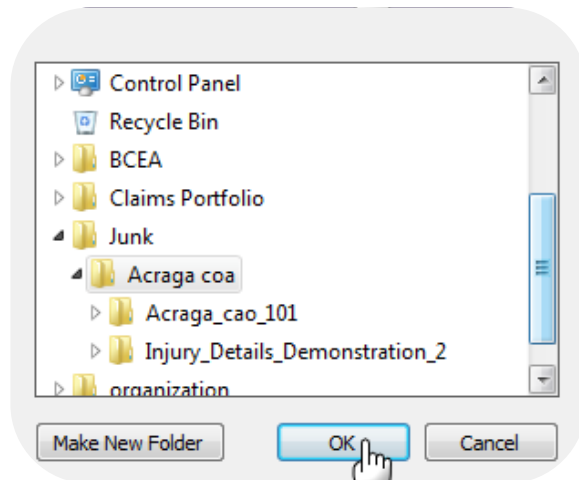 Control Panel
Recycle Bin
BCEA
Claims Portfolio
Junk
Acraga coa
Acraga_cao_101
Injury_Details_Demonstration_2
organization
Make New Folder OK Cancel